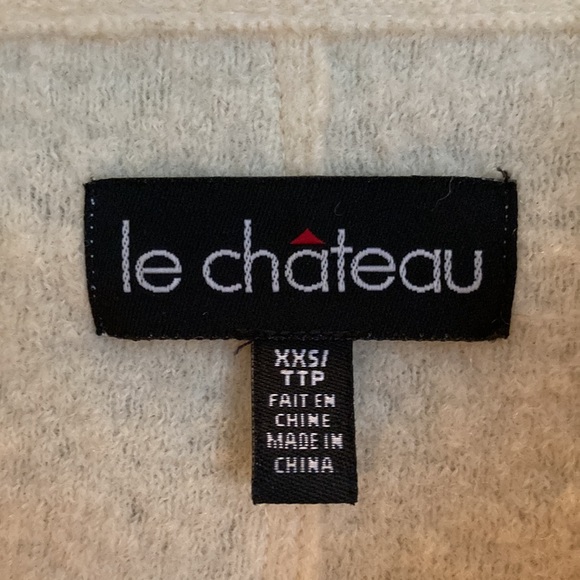 le château
XXS/
TTP
FAIT EN
CHINE
MADE IN
CHINA